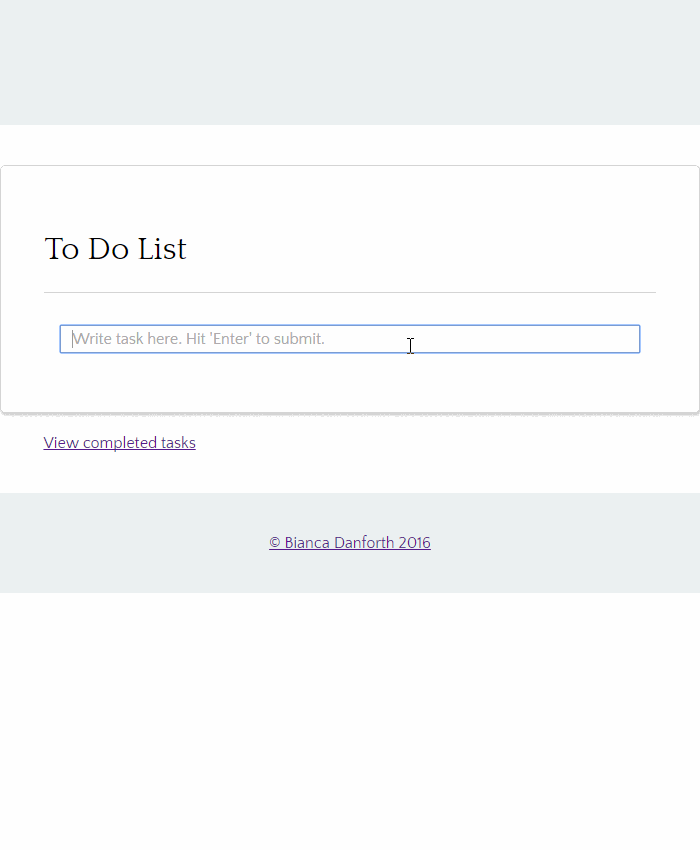 To Do List
Write task here. Hit 'Enter' to submit.
View completed tasks
© Bianca Danforth 2016